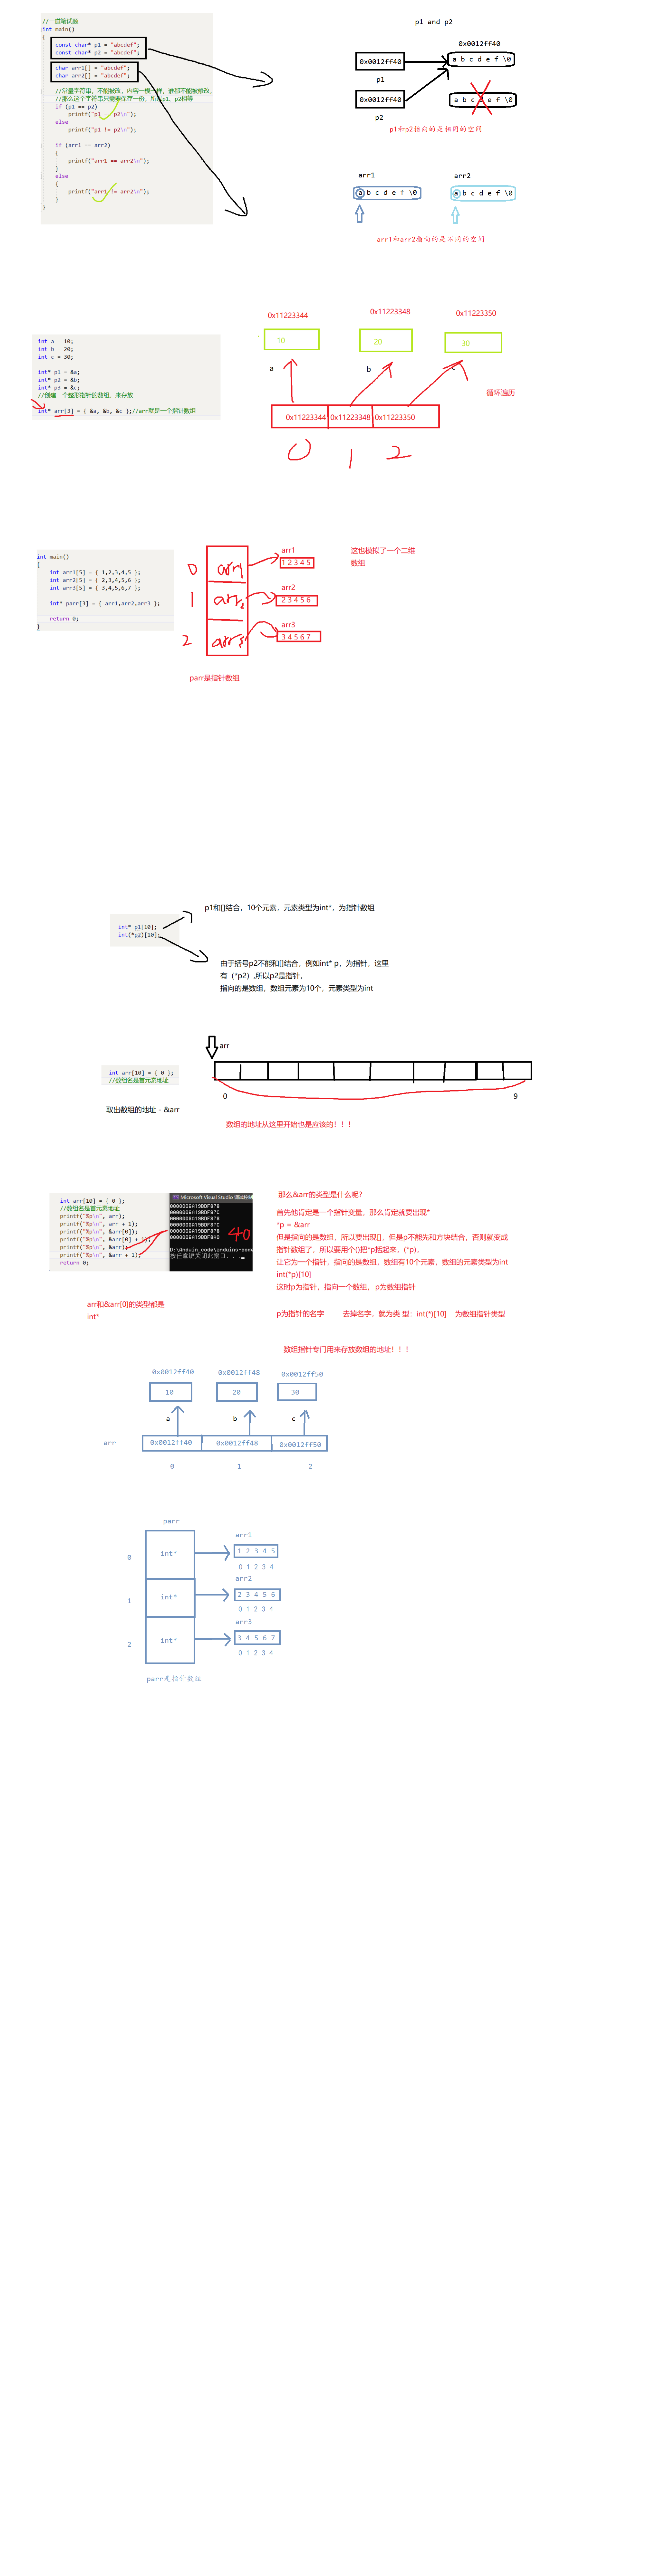 //一道笔试题
int main()
{
const char* p1 = "abcdef";
const char* p2 = "abcdef";
char arr1[] = "abcdef";
char arr2[] = "abcdef";
//常量字符串，不能被改，内容一模一样，谁都不能被修改，
//那么这个字符串只需要保存一份，所以p1，p2相等
if (p1 == p2)
printf("p1 == p2\n");
else
printf("p1 != p2\n");
if (arr1 == arr2)
{
printf("arr1 == arr2\n");
}
else
{
printf("arr1 != arr2\n");
}
}
p1 and p2
0x0012ff40
0x0012ff40
a b c d e f \0
p1
0x0012ff40
a b c d e f \0
p2
p1和p2指向的是相同的空间
arr1
arr2
a b c d e f \0
a b c d e f \0
arr1和arr2指向的是不同的空间
int a = 10;
int b = 20;
int c = 30;
int* p1 = &a;
int* p2 = &b;
int* p3 = &c;
//创建一个整形指针的数组，来存放
int* arr[3] = { &a, &b, &c };//arr就是一个指针数组
0x11223344
0x11223348
0x11223350
10
20
30
a
b
c
循环遍历
0x11223344
0x11223348
0x11223350
0 1 2
int main()
{
int arr1[5] = { 1,2,3,4,5 };
int arr2[5] = { 2,3,4,5,6 };
int arr3[5] = { 3,4,5,6,7 };
int* parr[3] = { arr1,arr2,arr3 };
return 0;
}
0 arr1
1 arr2
2 arr3
arr1
1 2 3 4 5
arr2
2 3 4 5 6
arr3
3 4 5 6 7
这也模拟了一个二维
数组
parr是指针数组
int* p1[10];
int(*p2)[10];
p1和[]结合，10个元素，元素类型为int*，为指针数组
由于括号p2不能和[]结合，例如int* p，为指针，这里
有（*p2）,所以p2是指针，
指向的是数组，数组元素为10个，元素类型为int
int arr[10] = { 0 };
//数组名是首元素地址
取出数组的地址 - &arr
arr
0
9
数组的地址从这里开始也是应该的！！！
int arr[10] = { 0 };
//数组名是首元素地址
printf("%p\n", arr);
printf("%p\n", arr + 1);
printf("%p\n", &arr[0]);
printf("%p\n", &arr[0] + 1);
printf("%p\n", &arr);
printf("%p\n", &arr + 1);
return 0;
Microsoft Visual Studio 调试控制
0000006A19BDF878
0000006A19BDF87C
0000006A19BDF878
0000006A19BDF87C
0000006A19BDF878
0000006A19BDF8A0
40
按任意键关闭此窗口. . .
arr和&arr[0]的类型都是
int*
那么&arr的类型是什么呢?
首先他肯定是一个指针变量，那么肯定就要出现*
*p = &arr
但是指向的是数组，所以要出现[]，但是p不能先和方块结合，否则就变成
指针数组了，所以要用个()把*p括起来，(*p)，
让它为一个指针，指向的是数组，数组有10个元素，数组的元素类型为int
int(*p)[10]
这时p为指针，指向一个数组， p为数组指针
p为指针的名字 去掉名字，就为类 型：int(*)[10] 为数组指针类型
数组指针专门用来存放数组的地址！！！
0x0012ff40
0x0012ff48
0x0012ff50
10
20
30
a
b
c
arr
0x0012ff40
0x0012ff48
0x0012ff50
0
1
2
parr
0
int*
arr1
1 2 3 4 5
0 1 2 3 4
1
int*
arr2
2 3 4 5 6
0 1 2 3 4
2
int*
arr3
3 4 5 6 7
0 1 2 3 4
parr是指针数组